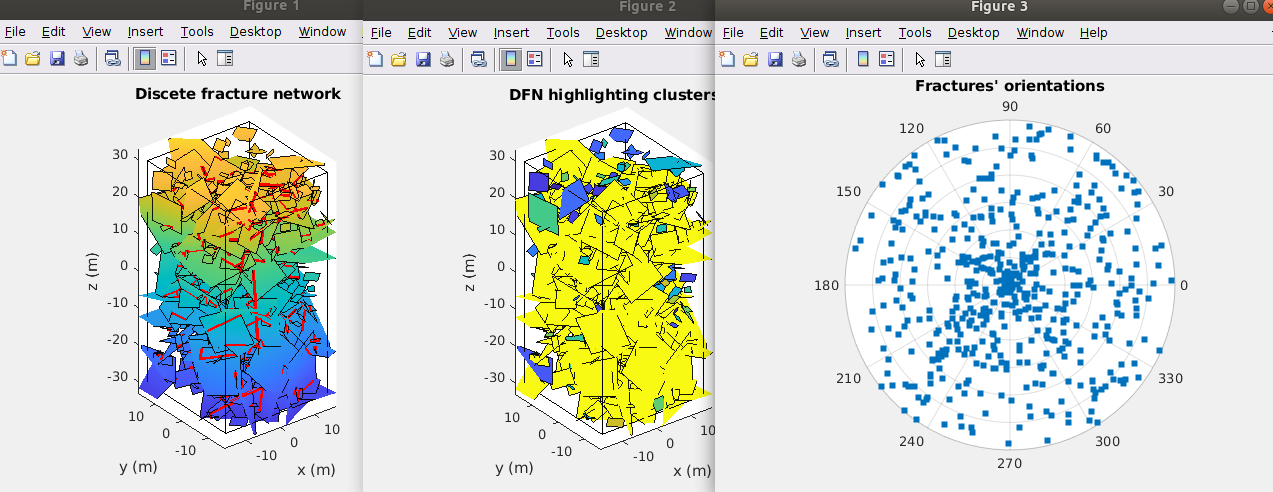 Figure 1
File Edit View Insert Tools Desktop Window
Discete fracture network
30
20
10
0
-10
-20
-30
z (m)
10
0
-10
y (m)
-10
0
10
x (m)
Figure 2
File Edit View Insert Tools Desktop Window
DFN highlighting clusters
30
20
10
0
-10
-20
-30
z (m)
10
0
-10
y (m)
-10
0
10
x (m)
Figure 3
File Edit View Insert Tools Desktop Window Help
Fractures' orientations
90
120
60
150
30
180
0
210
330
240
300
270